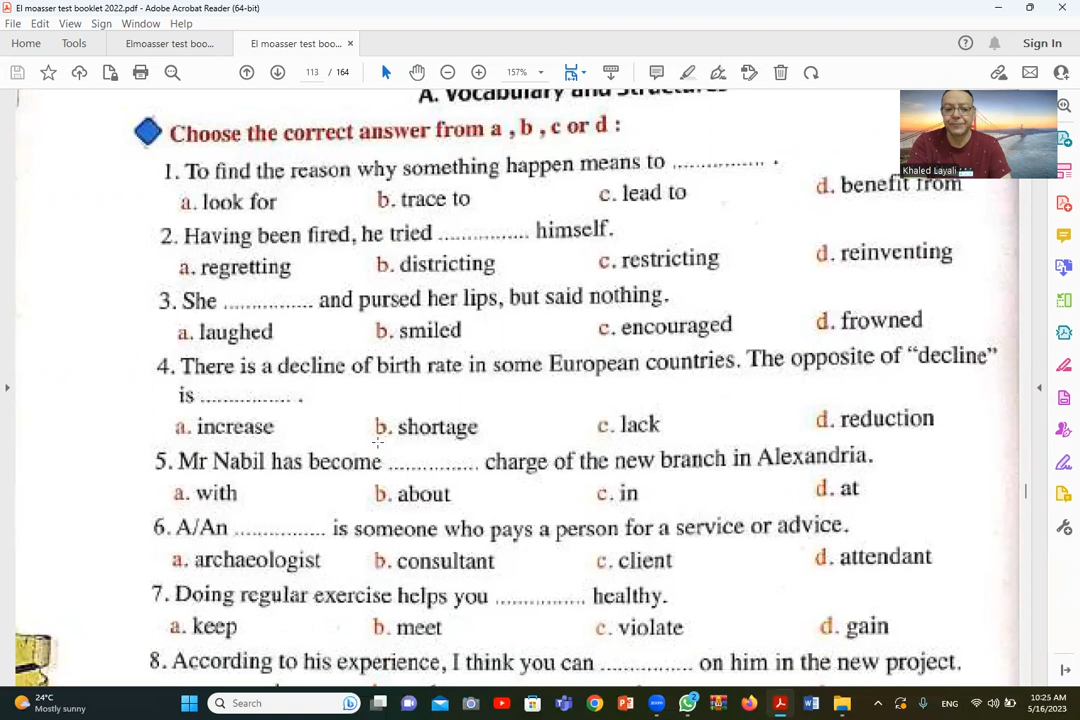 El moasser test booklet 2022.pdf - Adobe Acrobat Reader (64-bit)
File Edit View Sign Window Help
Home Tools Elmoasser test boo... El moasser test boo... × Sign In
113 / 164 157%
A. Vocabulary and Structures
Choose the correct answer from a , b , c or d :
Khaled Layali
1. To find the reason why something happen means to ................ .
a. look for b. trace to c. lead to d. benefit from
2. Having been fired, he tried ................ himself.
a. regretting b. districting c. restricting d. reinventing
3. She ................ and pursed her lips, but said nothing.
a. laughed b. smiled c. encouraged d. frowned
4. There is a decline of birth rate in some European countries. The opposite of “decline”
is ................ .
a. increase b. shortage c. lack d. reduction
5. Mr Nabil has become ................ charge of the new branch in Alexandria.
a. with b. about c. in d. at
6. A/An ................ is someone who pays a person for a service or advice.
a. archaeologist b. consultant c. client d. attendant
7. Doing regular exercise helps you ................ healthy.
a. keep b. meet c. violate d. gain
8. According to his experience, I think you can ................ on him in the new project.
24°C
Mostly sunny
Search
2
ENG
10:25 AM
5/16/2023